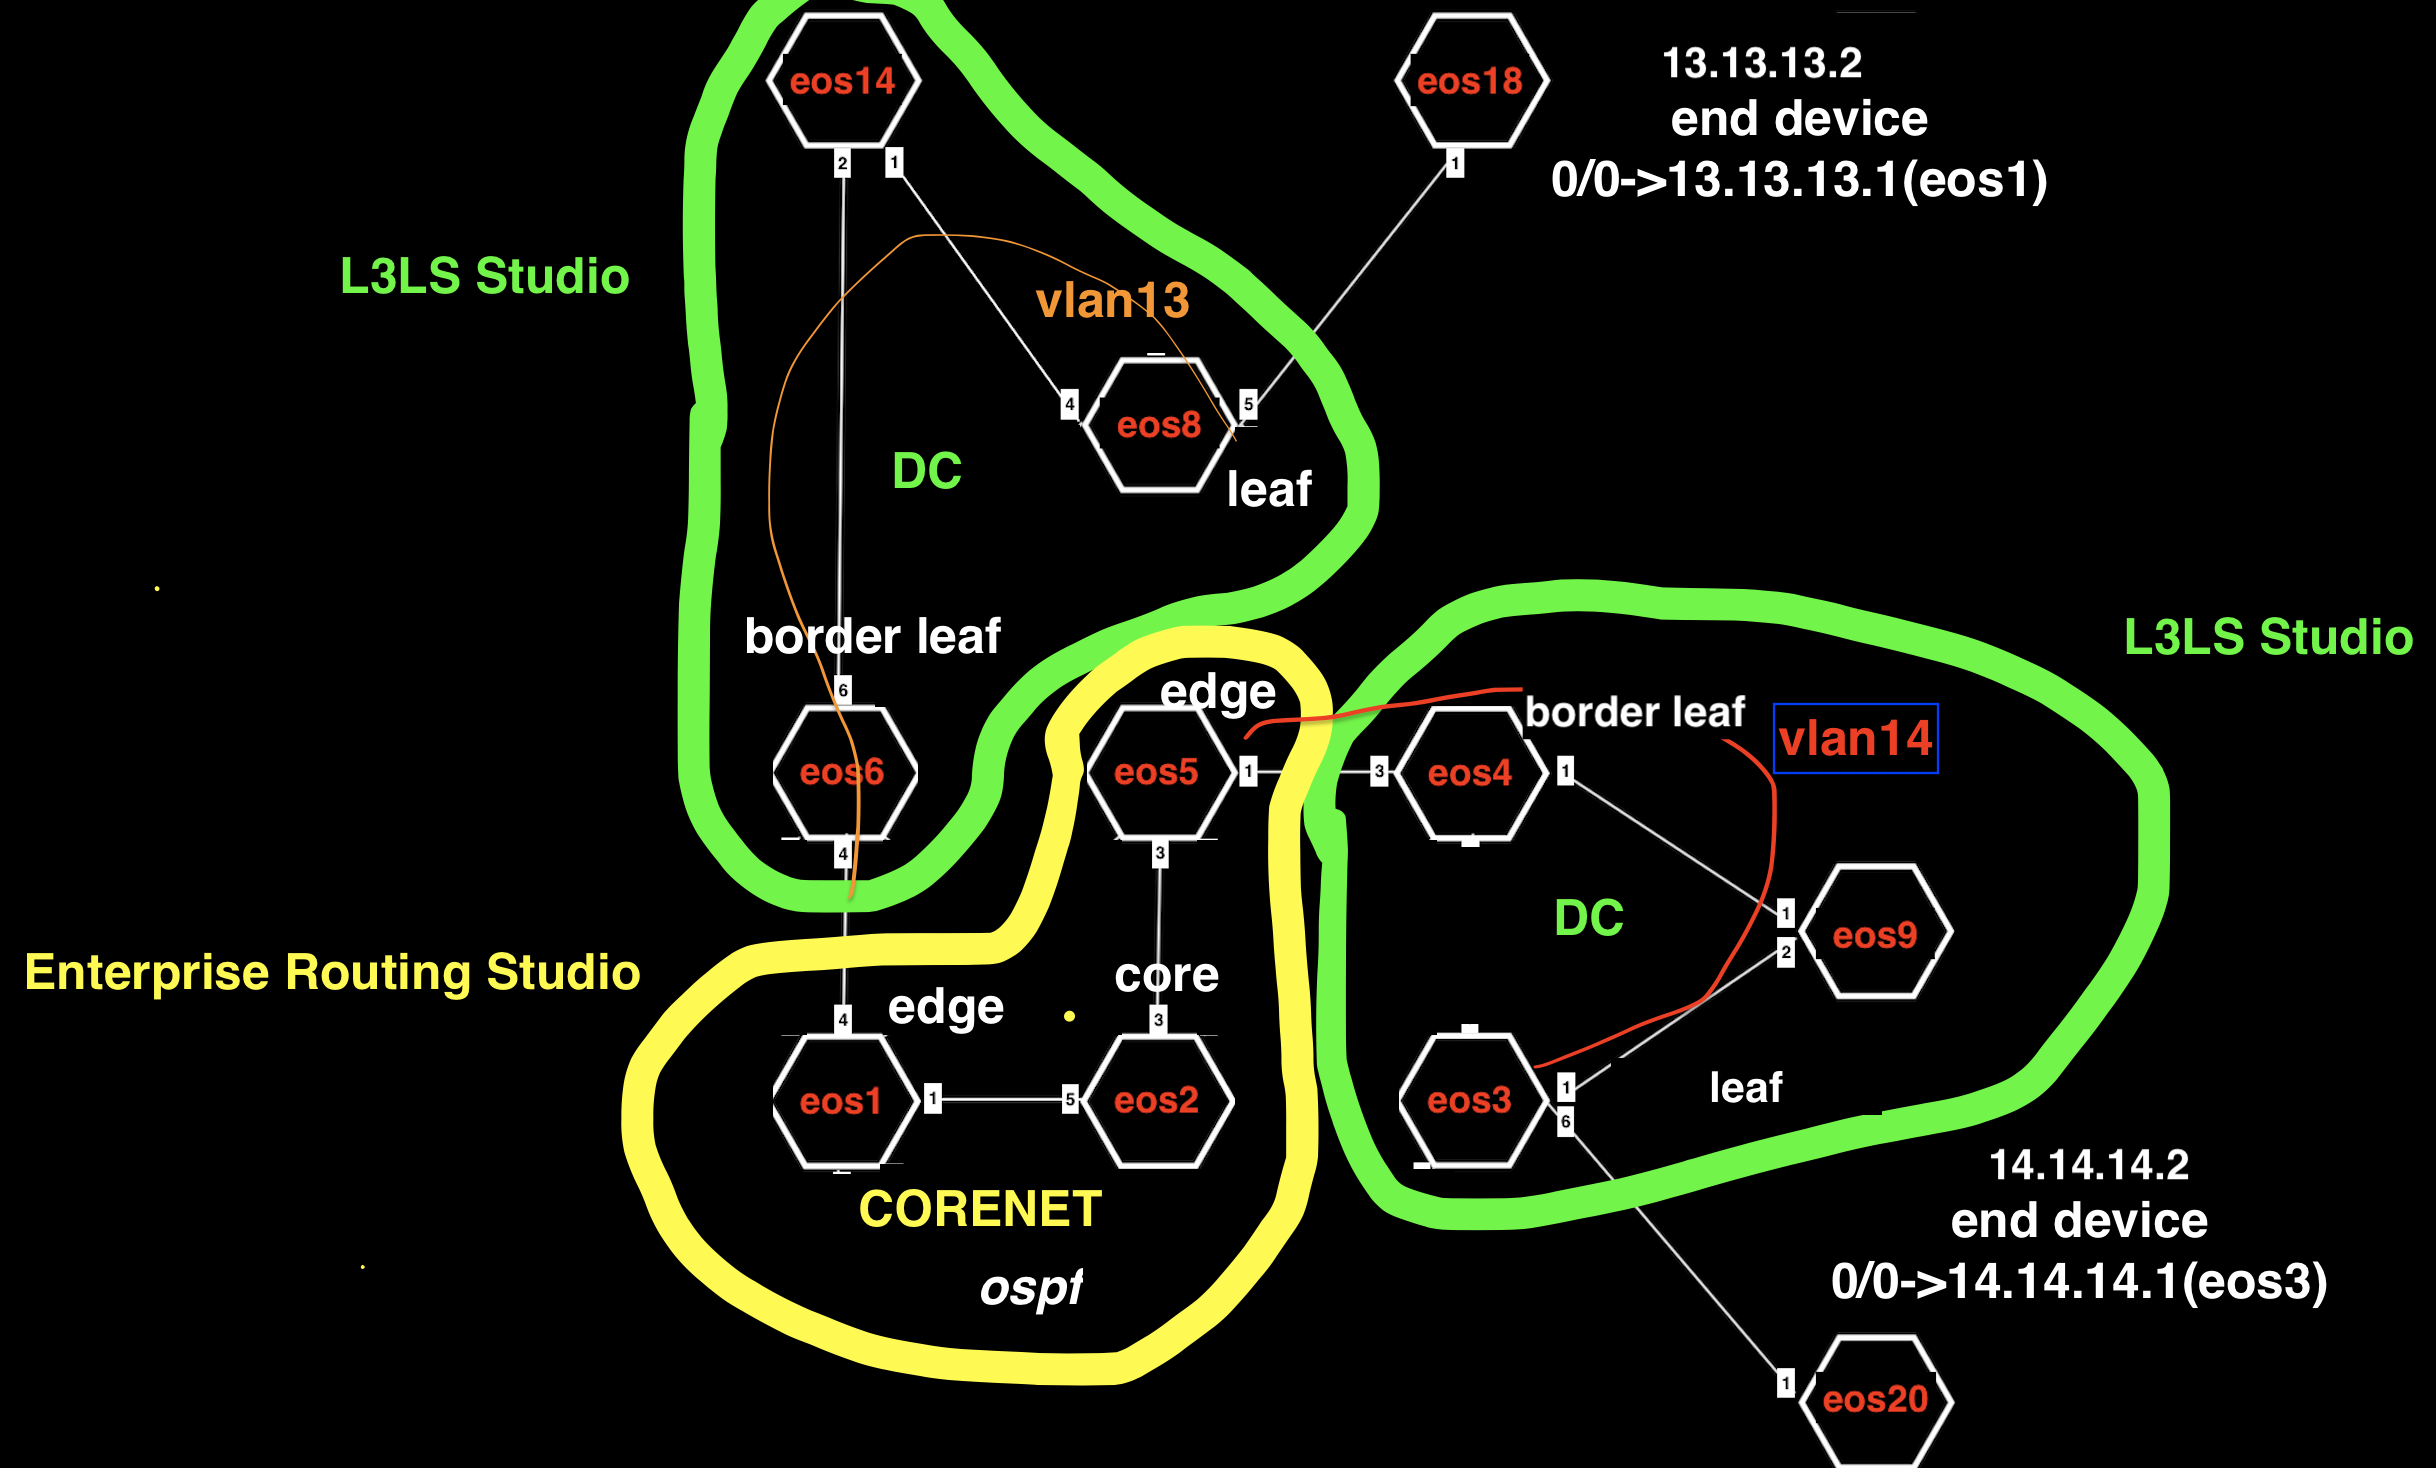 eos14
eos18
13.13.13.2
end device
0/0->13.13.13.1(eos1)
2
1
1
L3LS Studio
vlan13
4
5
eos8
DC
leaf
border leaf
L3LS Studio
6
edge
border leaf
vlan14
eos6
eos5
1
3
eos4
1
4
3
DC
1
eos9
2
Enterprise Routing Studio
core
edge
4
3
eos1
1
5
eos2
eos3
1
6
leaf
14.14.14.2
CORENET
end device
ospf
0/0->14.14.14.1(eos3)
1
eos20